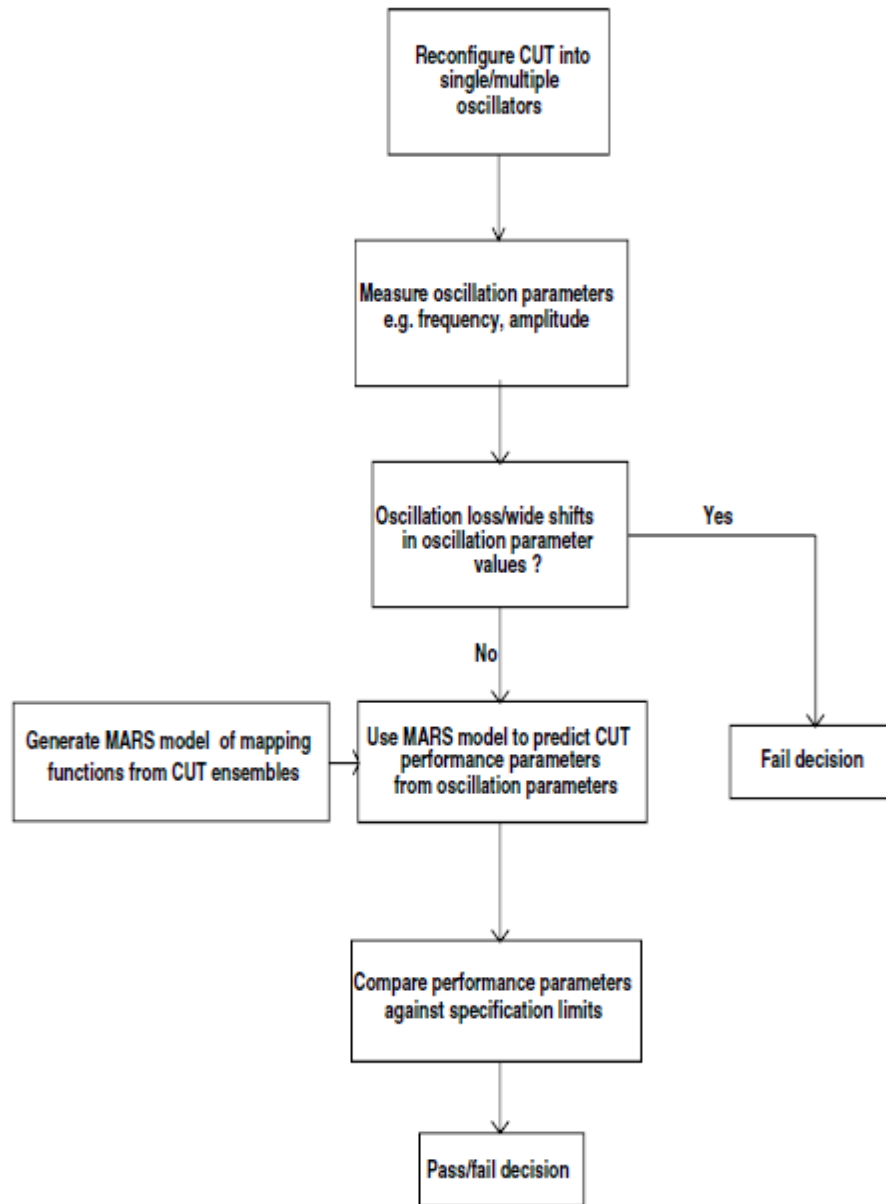 Reconfigure CUT into
single/multiple
oscillators
Measure oscillation parameters
e.g. frequency, amplitude
Oscillation loss/wide shifts
in oscillation parameter
values ?
Yes
No
Generate MARS model of mapping
functions from CUT ensembles
Use MARS model to predict CUT
performance parameters
from oscillation parameters
Fail decision
Compare performance parameters
against specification limits
Pass/fail decision